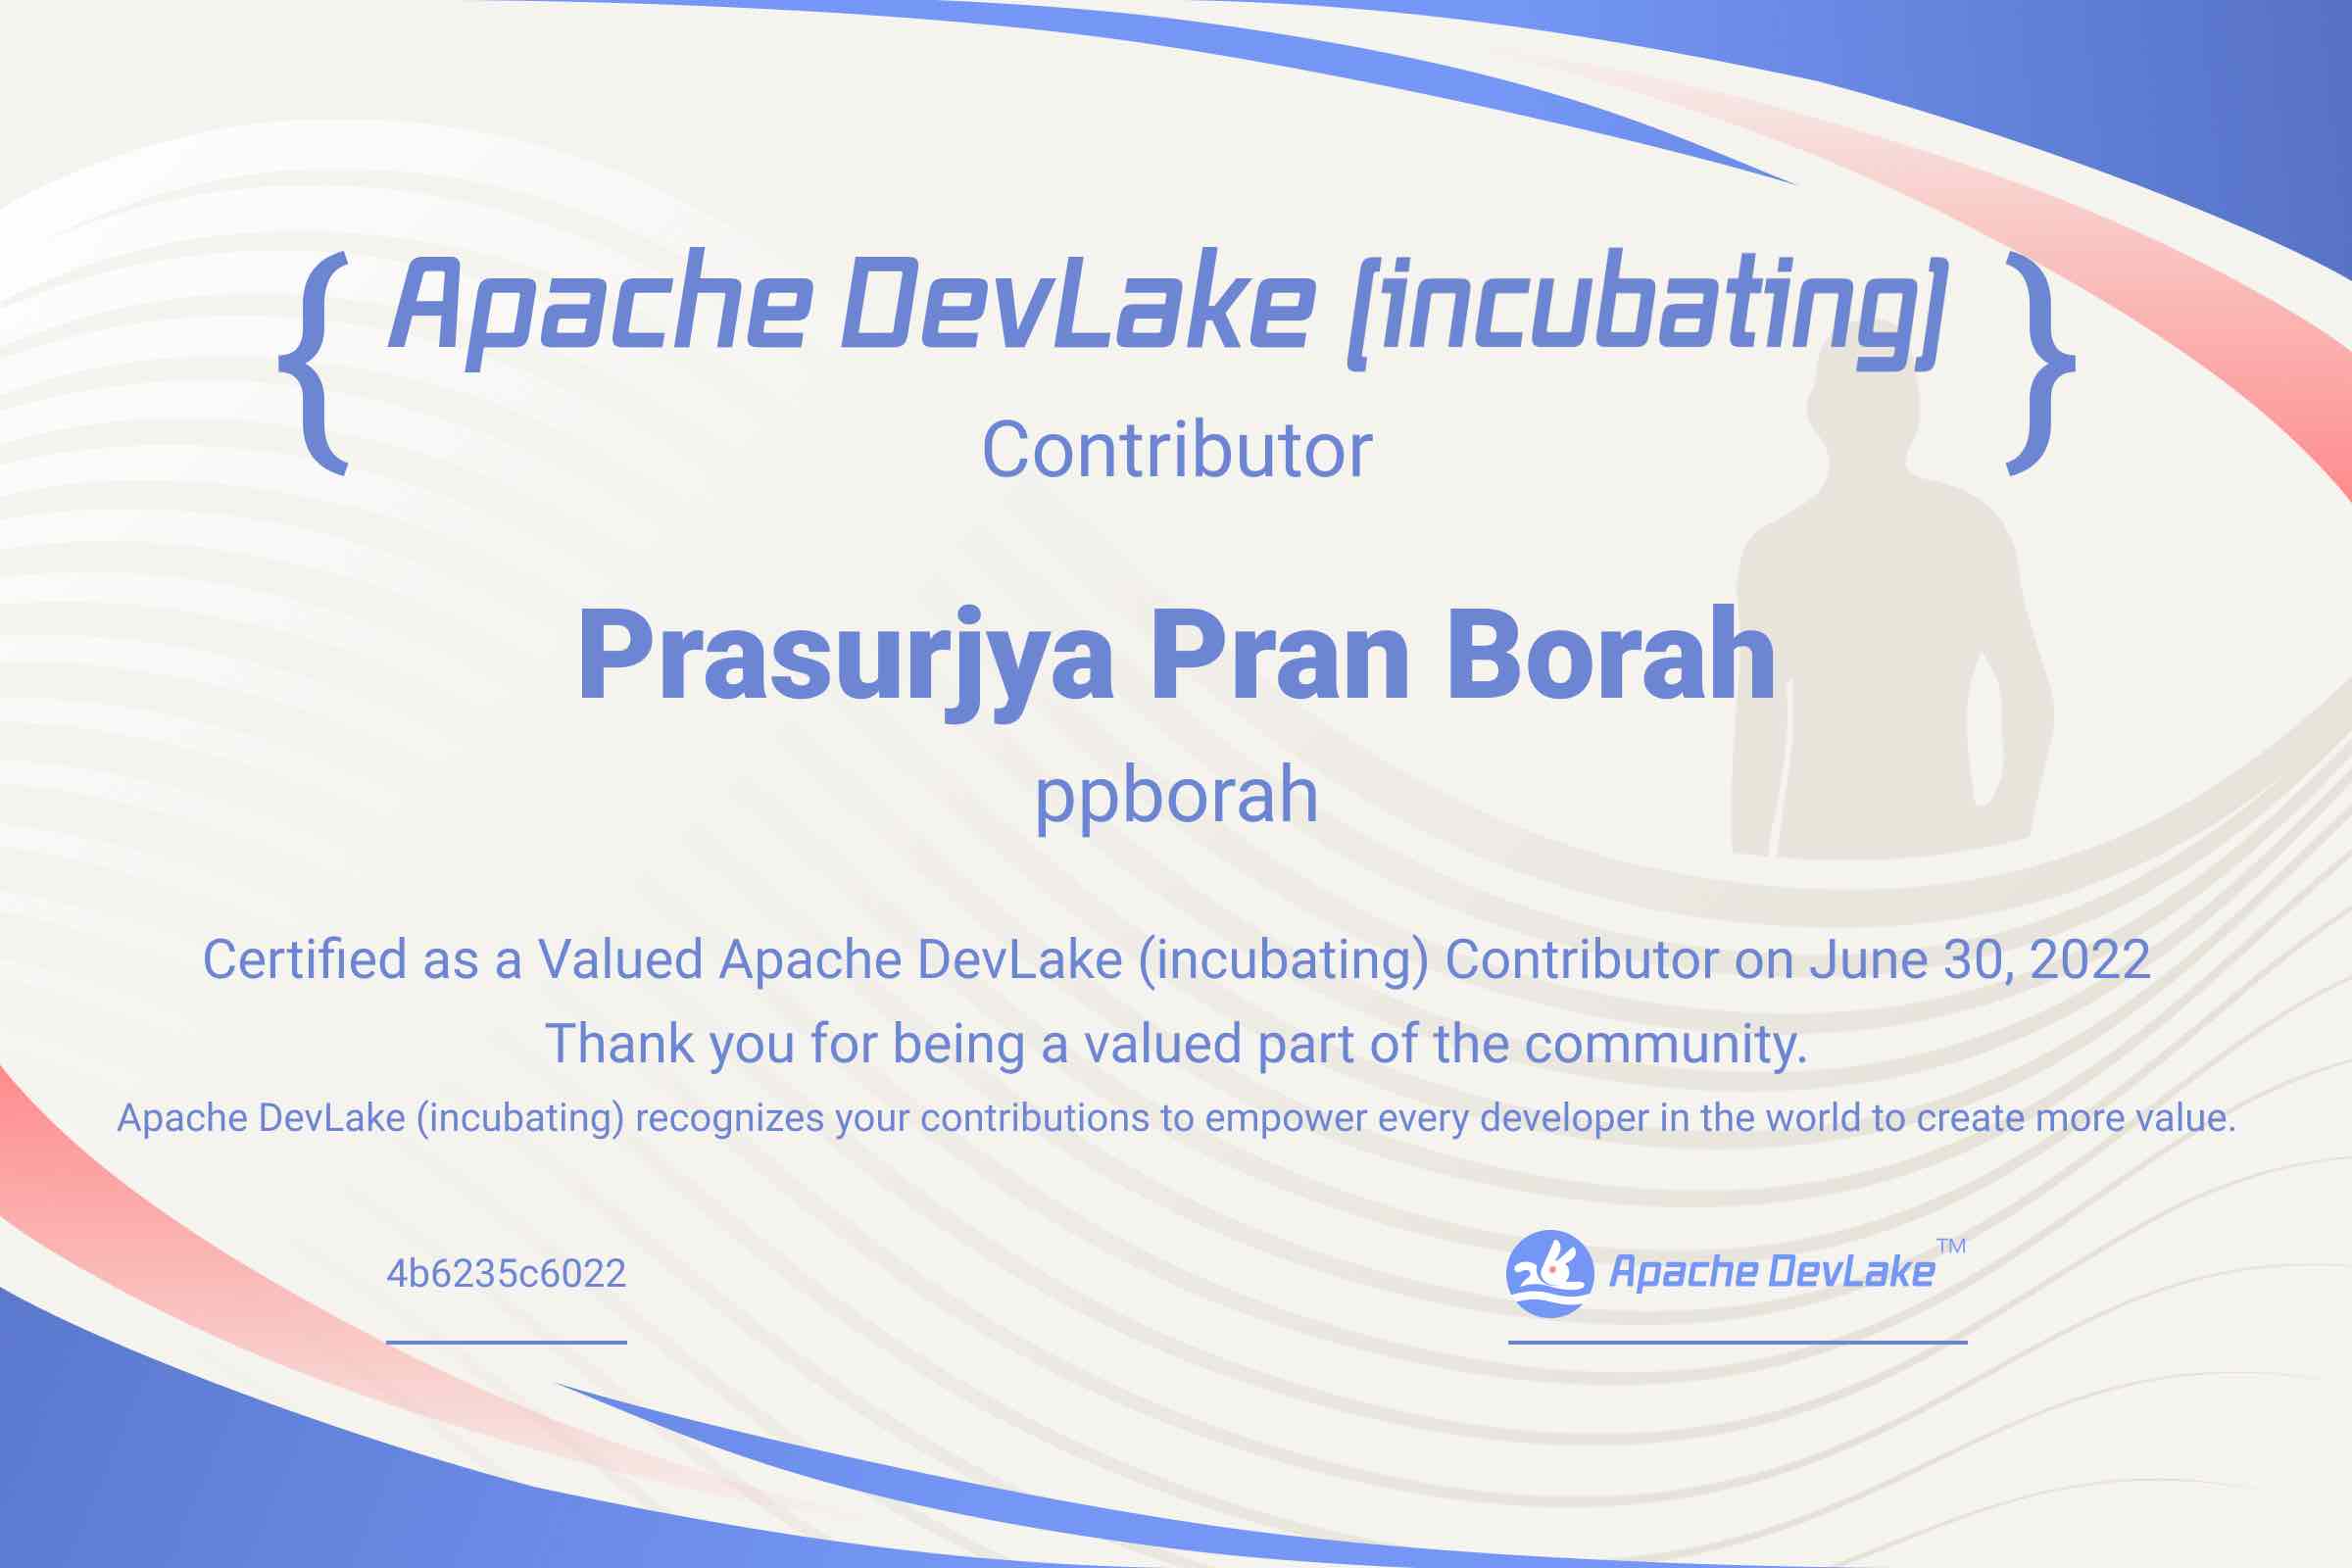 { Apache DevLake (incubating) }
Contributor
Prasurjya Pran Borah
ppborah
Certified as a Valued Apache DevLake (incubating) Contributor on June 30, 2022
Thank you for being a valued part of the community.
Apache DevLake (incubating) recognizes your contributions to empower every developer in the world to create more value.
4b6235c6022
Apache DevLake™